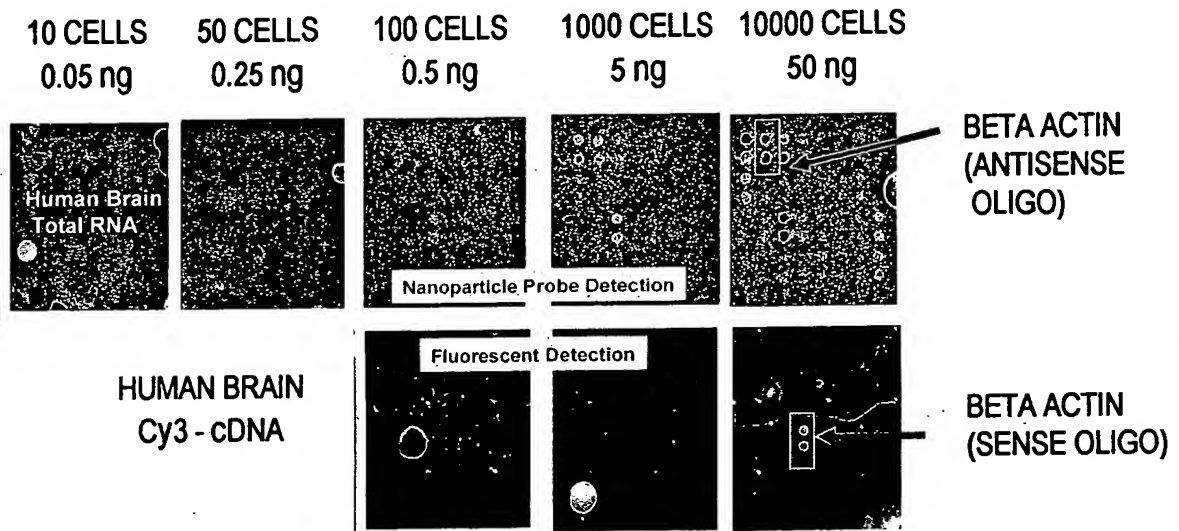 10 CELLS
0.05 ng
50 CELLS
0.25 ng
100 CELLS
0.5 ng
1000 CELLS
5 ng
10000 CELLS
50 ng
Human Brain
Total RNA
BETA ACTIN
(ANTISENSE
OLIGO)
Nanoparticle Probe Detection
Fluorescent Detection
HUMAN BRAIN
Cy3 - cDNA
BETA ACTIN
(SENSE OLIGO)